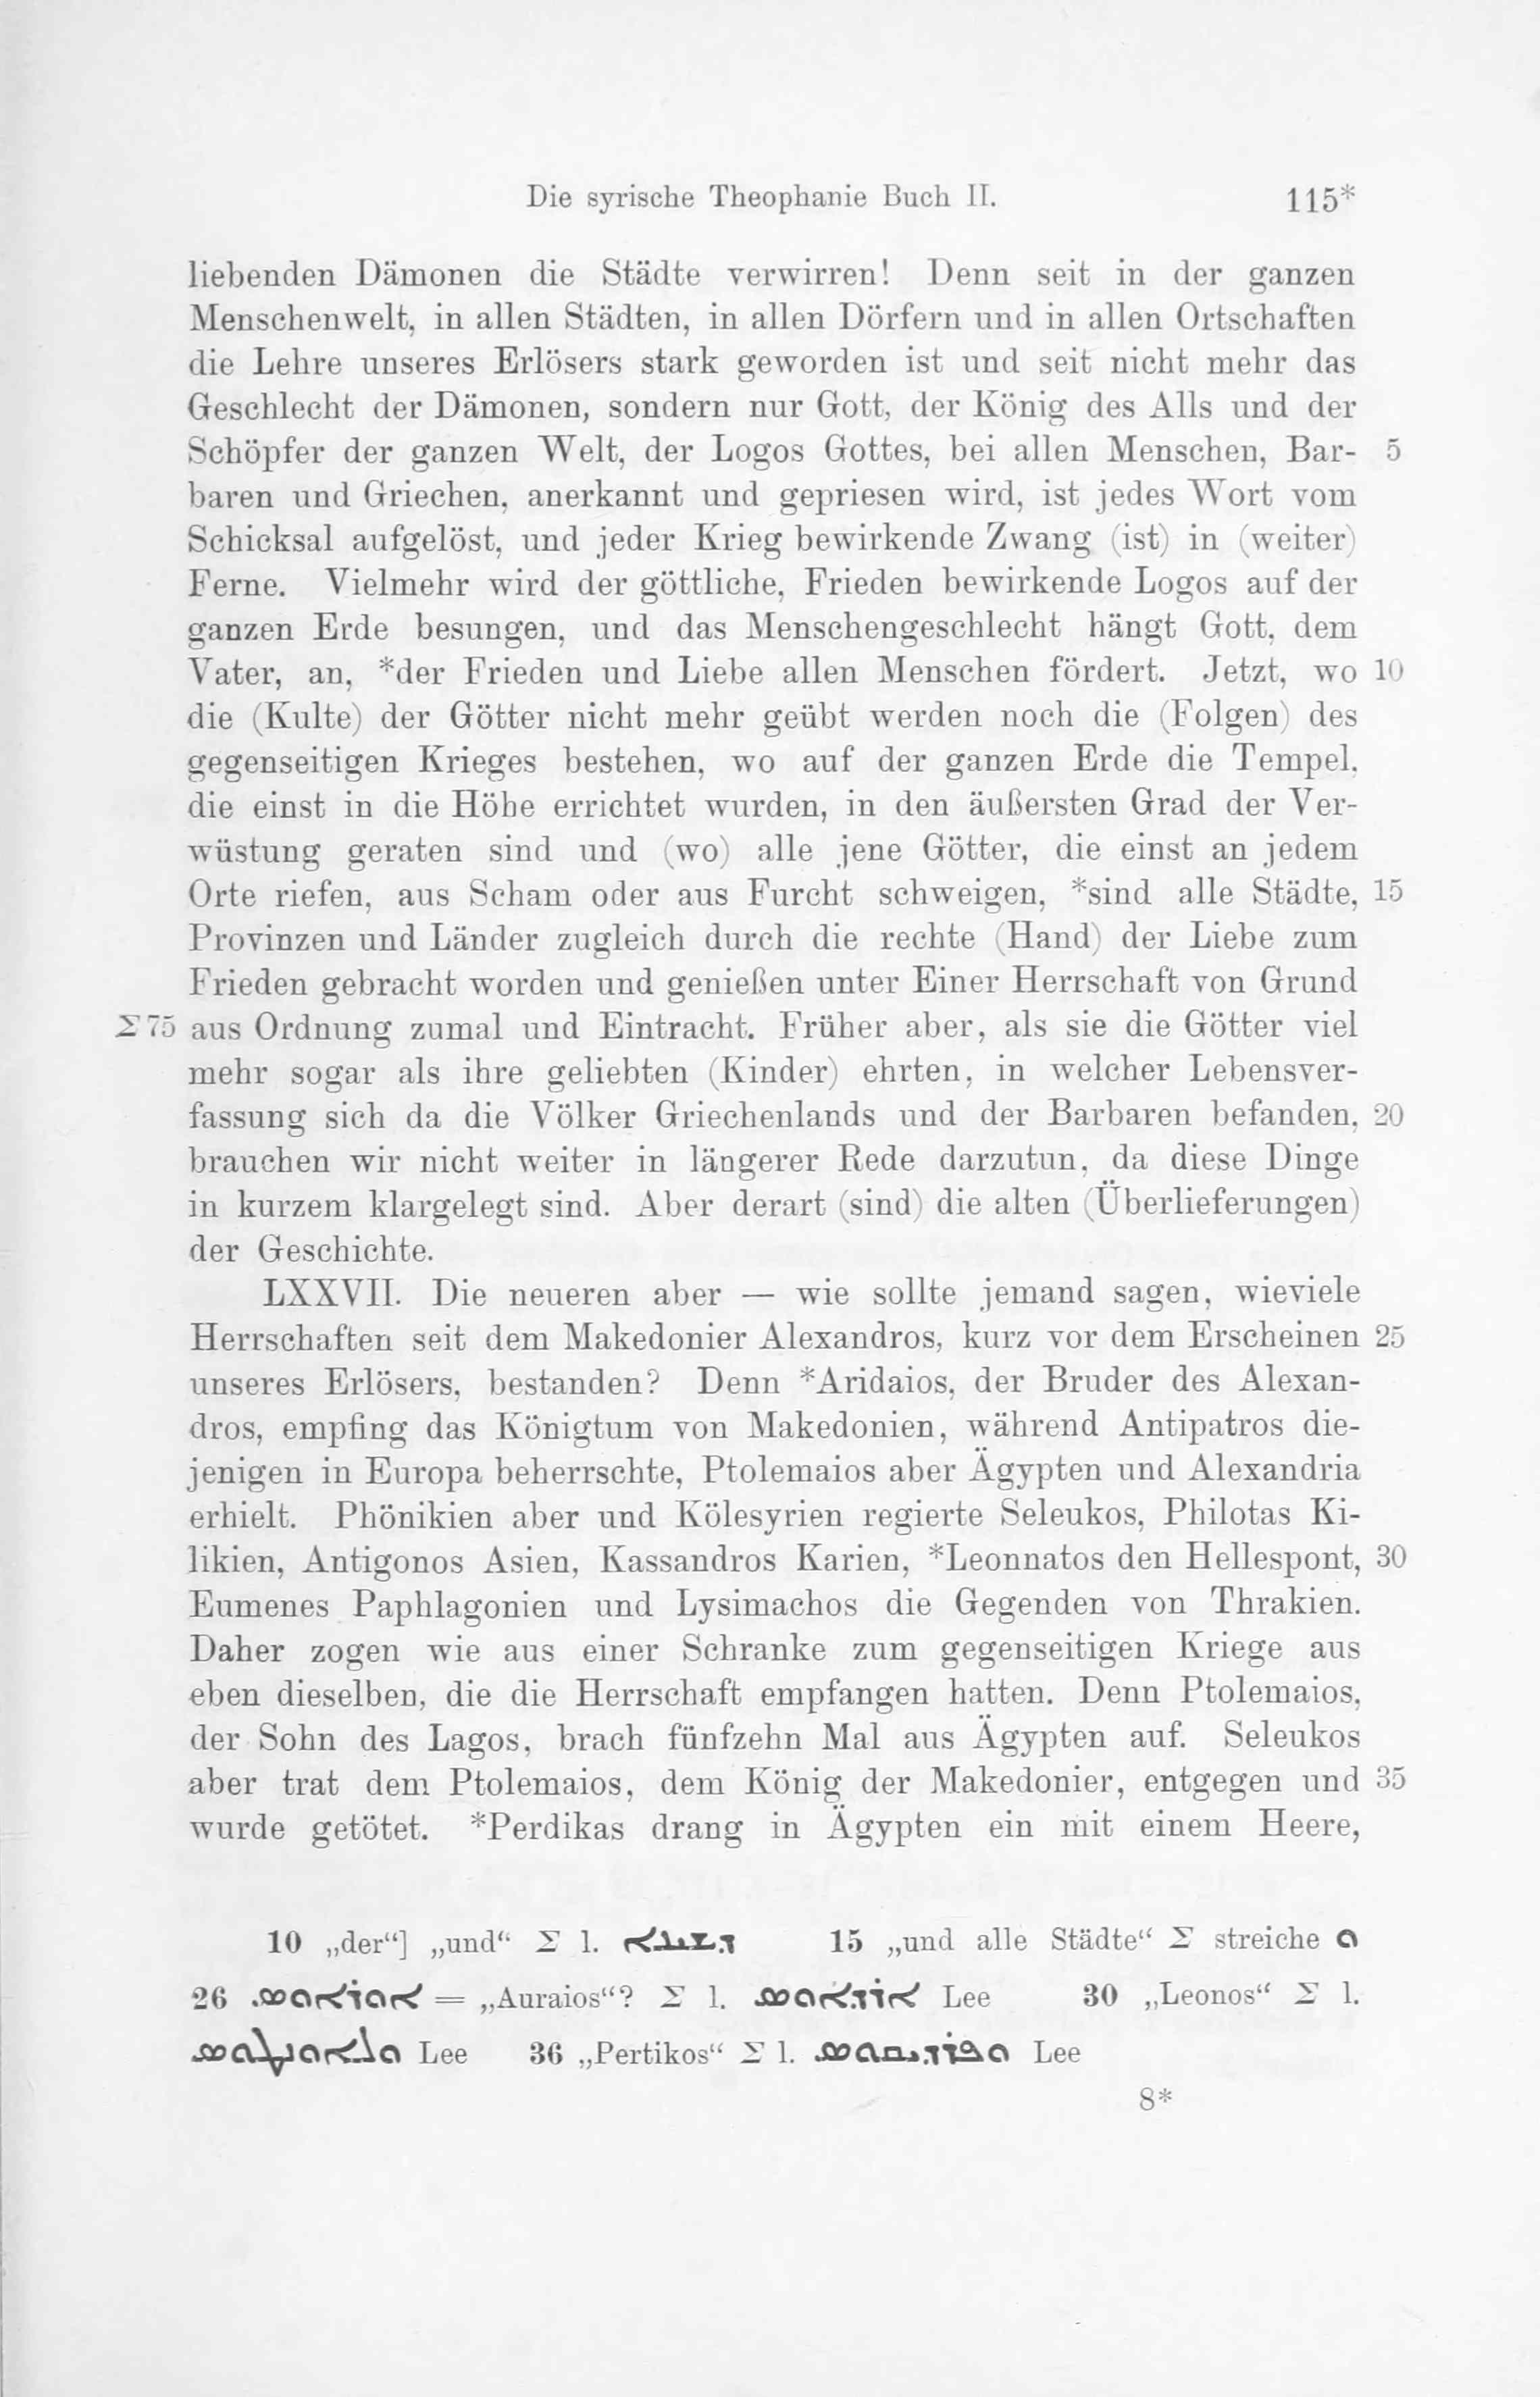 Die syrische Theophanie Buch II. 115*
liebenden Dämonen die Städte verwirren! Denn seit in der ganzen
Menschenwelt, in allen Städten, in allen Dörfern und in allen Ortschaften
die Lehre unseres Erlösers stark geworden ist und seit nicht mehr das
Geschlecht der Dämonen, sondern nur Gott, der König des Alls und der
Schöpfer der ganzen Welt, der Logos Gottes, bei allen Menschen, Bar- 5
baren und Griechen, anerkannt und gepriesen wird, ist jedes Wort vom
Schicksal aufgelöst, und jeder Krieg bewirkende Zwang (ist) in (weiter)
Ferne. Vielmehr wird der göttliche, Frieden bewirkende Logos auf der
ganzen Erde besungen, und das Menschengeschlecht hängt Gott, dem
Vater, an, *der Frieden und Liebe allen Menschen fördert. Jetzt, wo 10
die (Kulte) der Götter nicht mehr geübt werden noch die (Folgen) des
gegenseitigen Krieges bestehen, wo auf der ganzen Erde die Tempel,
die einst in die Höhe errichtet wurden, in den äußersten Grad der Ver-
wüstung geraten sind und (wo) alle jene Götter, die einst an jedem
Orte riefen, aus Scham oder aus Furcht schweigen, *sind alle Städte, 15
Provinzen und Länder zugleich durch die rechte (Hand) der Liebe zum
Frieden gebracht worden und genießen unter Einer Herrschaft von Grund
Σ 75 aus Ordnung zumal und Eintracht. Früher aber, als sie die Götter viel
mehr sogar als ihre geliebten (Kinder) ehrten, in welcher Lebensver-
fassung sich da die Völker Griechenlands und der Barbaren befanden, 20
brauchen wir nicht weiter in längerer Rede darzutun, da diese Dinge
in kurzem klargelegt sind. Aber derart (sind) die alten (Überlieferungen)
der Geschichte.
LXXVII. Die neueren aber — wie sollte jemand sagen, wieviele
Herrschaften seit dem Makedonier Alexandros, kurz vor dem Erscheinen 25
unseres Erlösers, bestanden? Denn *Aridaios, der Bruder des Alexan-
dros, empfing das Königtum von Makedonien, während Antipatros die-
jenigen in Europa beherrschte, Ptolemaios aber Ägypten und Alexandria
erhielt. Phönikien aber und Kölesyrien regierte Seleukos, Philotas Ki-
likien, Antigonos Asien, Kassandros Karien, *Leonnatos den Hellespont, 30
Eumenes Paphlagonien und Lysimachos die Gegenden von Thrakien.
Daher zogen wie aus einer Schranke zum gegenseitigen Kriege aus
eben dieselben, die die Herrschaft empfangen hatten. Denn Ptolemaios,
der Sohn des Lagos, brach fünfzehn Mal aus Ägypten auf. Seleukos
aber trat dem Ptolemaios, dem König der Makedonier, entgegen und 35
wurde getötet. *Perdikas drang in Ägypten ein mit einem Heere,
10 „der“] „und“ Σ l. ܕܫܝܢܐ 15 „und alle Städte“ Σ streiche ܘ
26 ܐܘܪܐܘܣ = „Auraios“? Σ l. ܐܪܕܐܘܣ Lee 30 „Leonos“ Σ l.
ܘܠܐܘܢܛܘܣ Lee 36 „Pertikos“ Σ l. ܘܦܪܕܝܩܘܣ Lee
8*